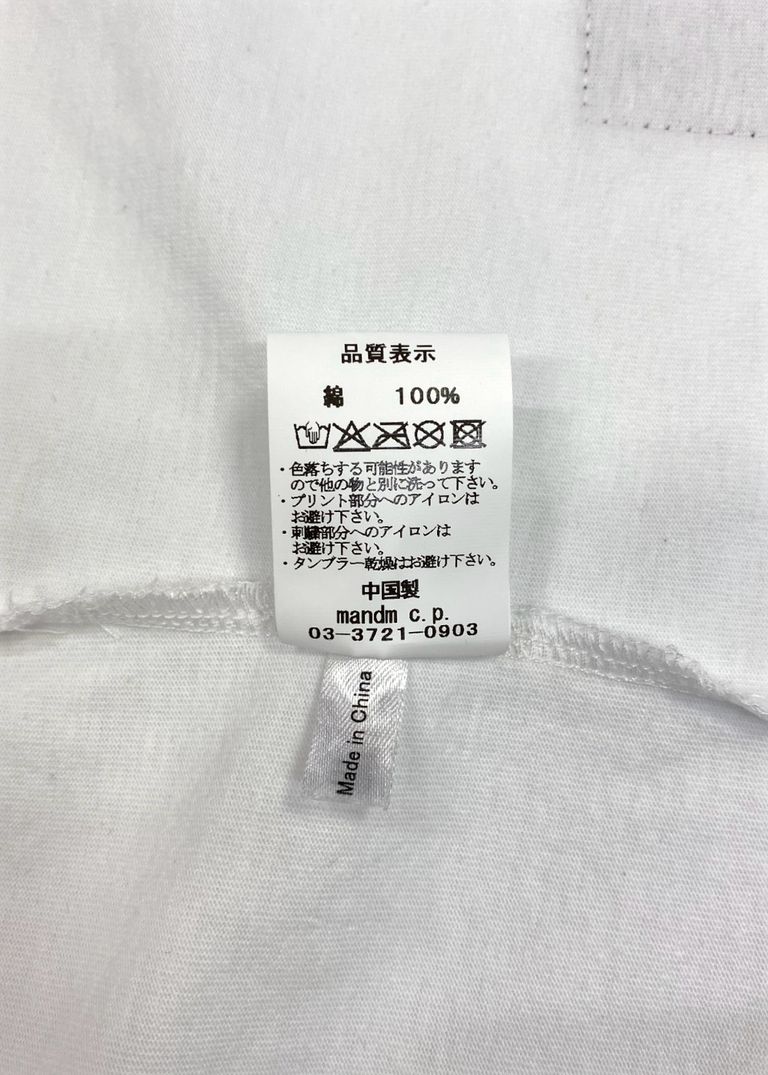 品質表示
綿 100%
・色落ちする可能性があります
ので他の物と別に洗って下さい。
・プリント部分へのアイロンは
お避け下さい。
・刺繍部分へのアイロンは
お避け下さい。
・タンブラー乾燥はお避け下さい。
中国製
mandm c.p.
03-3721-0903
Made in China